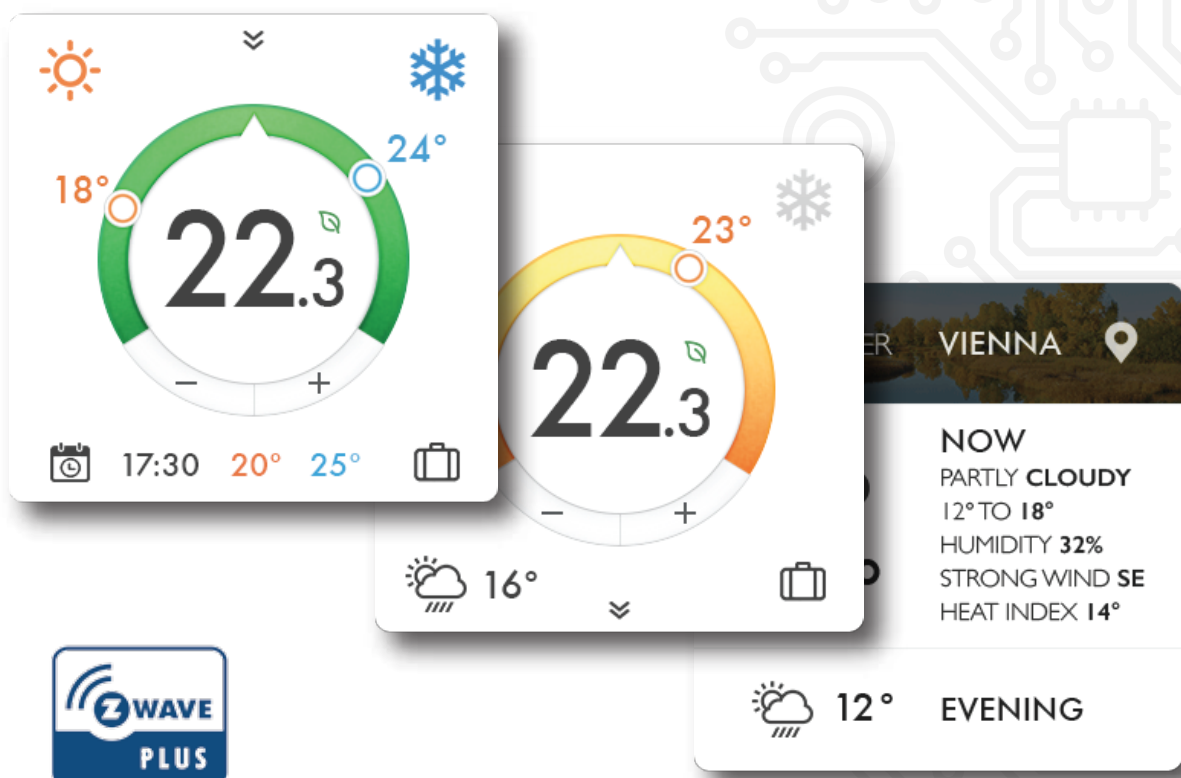 24°
18°
22.3
− +
17:30 20° 25°
23°
22.3
− +
16°
VIENNA
NOW
PARTLY CLOUDY
12° TO 18°
HUMIDITY 32%
STRONG WIND SE
HEAT INDEX 14°
12° EVENING
Z WAVE
PLUS